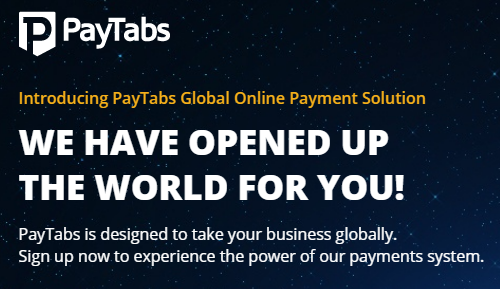 PayTabs
Introducing PayTabs Global Online Payment Solution
WE HAVE OPENED UP
THE WORLD FOR YOU!
PayTabs is designed to take your business globally.
Sign up now to experience the power of our payments system.